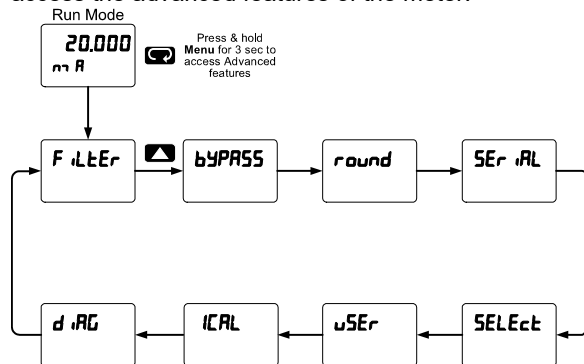 access the advanced features of the meter.
Run Mode
20.000
mA
Press & hold
Menu for 3 sec to
access Advanced
features
FiLtEr
bYPASS
round
SEriAL
diAG
ICAL
uSEr
SELEct